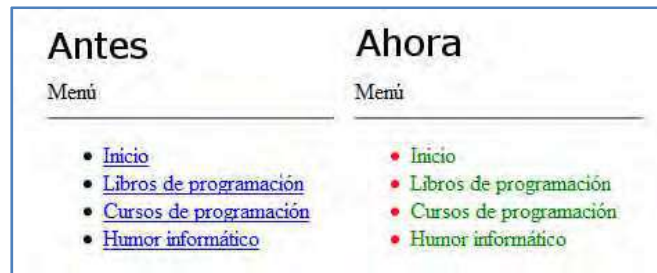 Antes
Menú
Inicio
Libros de programación
Cursos de programación
Humor informático
Ahora
Menú
Inicio
Libros de programación
Cursos de programación
Humor informático